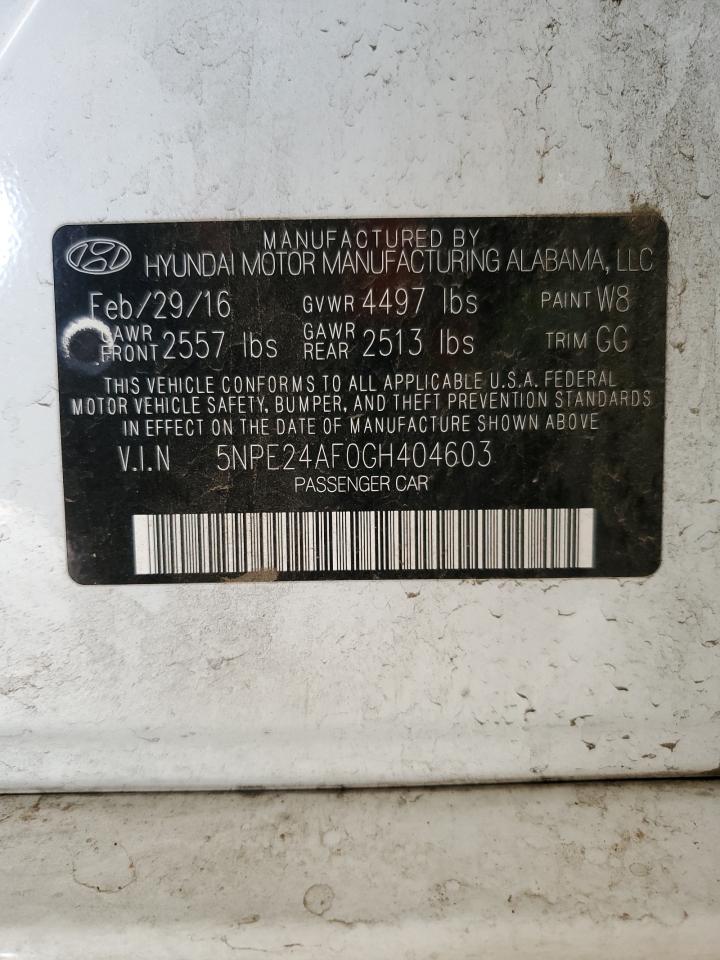 MANUFACTURED BY
HYUNDAI MOTOR MANUFACTURING ALABAMA, LLC
Feb/29/16 GVWR 4497 lbs PAINT W8
GAWR FRONT 2557 lbs GAWR REAR 2513 lbs TRIM GG
THIS VEHICLE CONFORMS TO ALL APPLICABLE U.S.A. FEDERAL
MOTOR VEHICLE SAFETY, BUMPER, AND THEFT PREVENTION STANDARDS
IN EFFECT ON THE DATE OF MANUFACTURE SHOWN ABOVE
V.I.N 5NPE24AF0GH404603
PASSENGER CAR